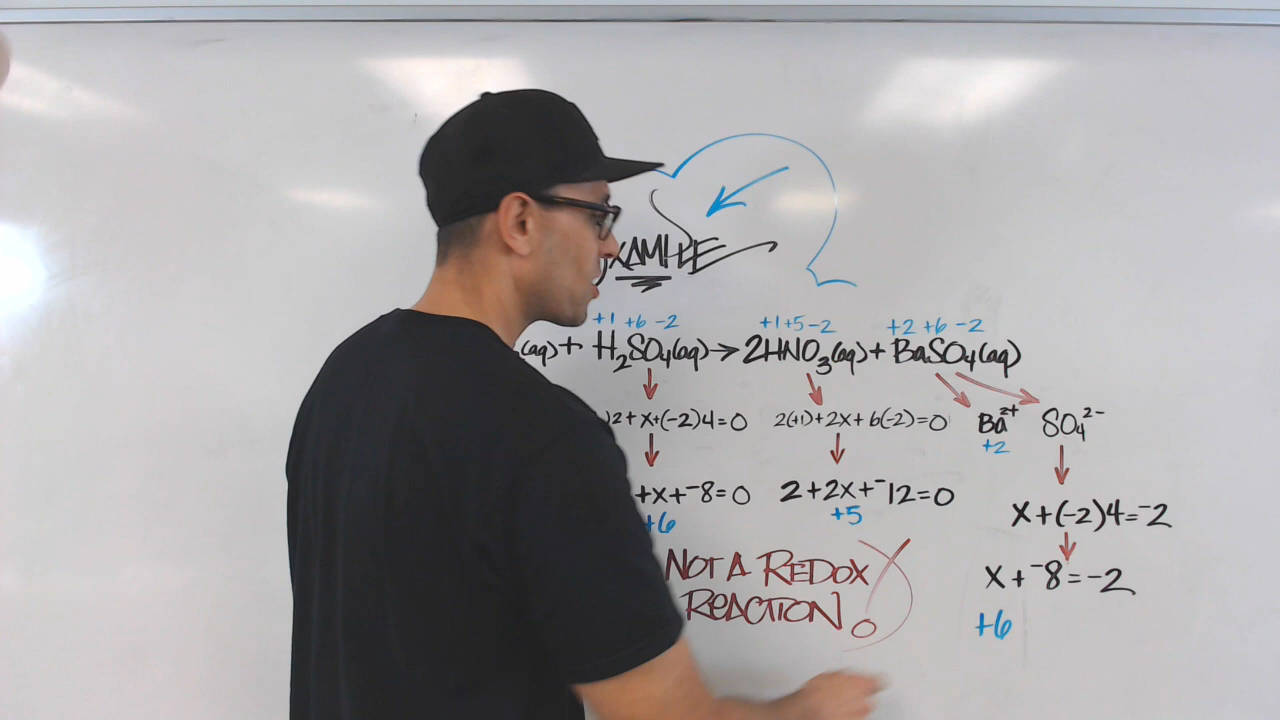 XAMPLE
+1 +6 -2 +1 +5 -2 +2 +6 -2
(aq) + H₂SO₄(aq) → 2HNO₃(aq) + BaSO₄(aq)
)2+x+(-2)4=0 2(+1)+2x+6(-2)=0 Ba²⁺ SO₄²⁻
+2
+x+⁻8=0 2+2x+⁻12=0 x+(-2)4=⁻2
+6 +5
NOT A REDOX x+⁻8=-2
REACTION! +6